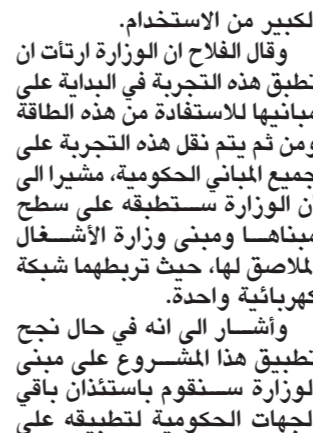 لكبير من الاستخدام.
وقال الفلاح ان الوزارة ارتأت ان
تطبق هذه التجربة في البداية على
مبانيها للاستفادة من هذه الطاقة
ومن ثم يتم نقل هذه التجربة على
جميع المباني الحكومية، مشيرا الى
أن الوزارة ستطبقه على سطح
مبناها ومبنى وزارة الأشغال
الملاصق لها، حيث تربطهما شبكة
كهربائية واحدة.
وأشار الى انه في حال نجح
تطبيق هذا المشروع على مبنى
لوزارة سنقوم باستئذان باقي
لجهات الحكومية لتطبيقه على